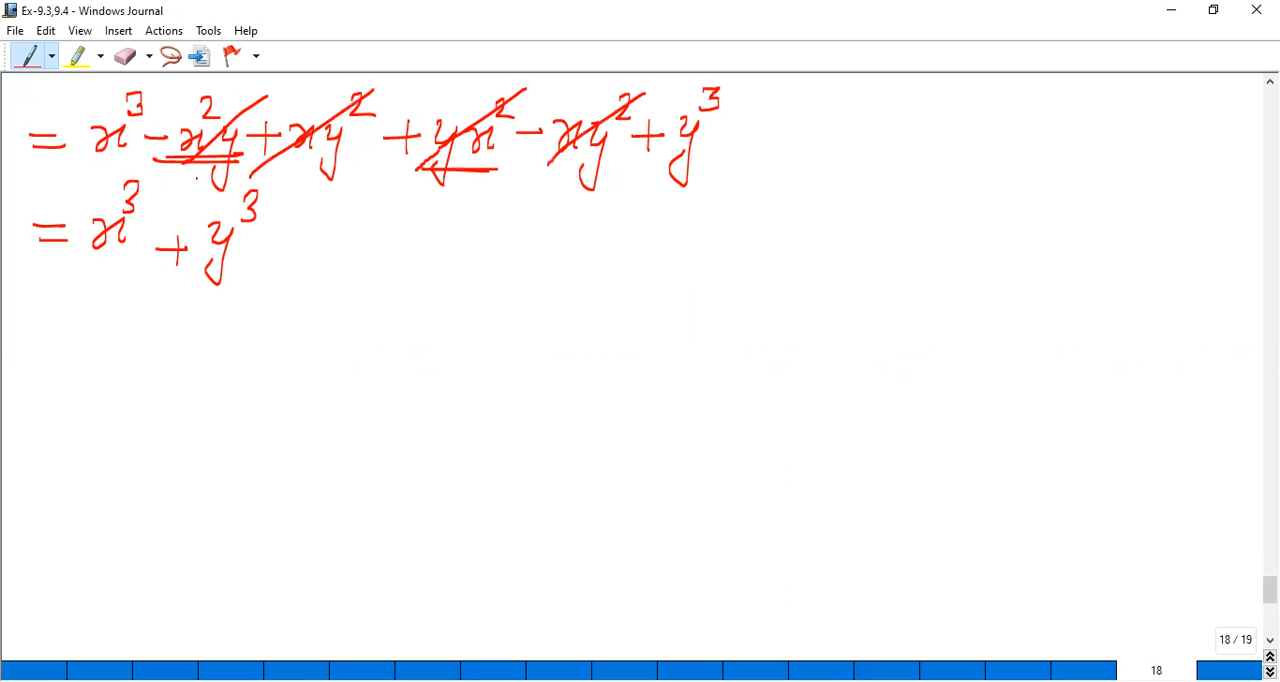 Ex-9.3,9.4 - Windows Journal
File Edit View Insert Actions Tools Help
= x³ - x²y + xy² + yx² - xy² + y³
= x³ + y³
18 / 19
18